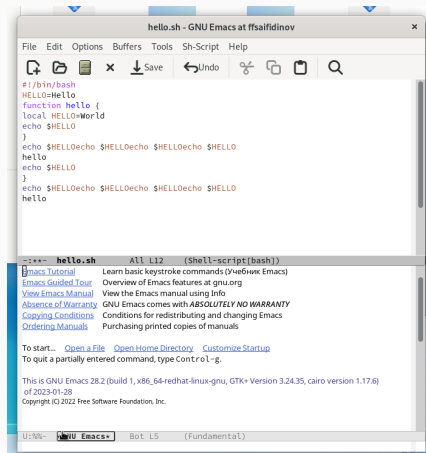 hello.sh - GNU Emacs at ffsaifidinov
File Edit Options Buffers Tools Sh-Script Help
Save Undo
#!/bin/bash
HELLO=Hello
function hello {
local HELLO=World
echo $HELLO
}
echo $HELLOecho $HELLOecho $HELLOecho $HELLO
hello
echo $HELLO
}
echo $HELLOecho $HELLOecho $HELLOecho $HELLO
hello
-:**- hello.sh All L12 (Shell-script[bash])
Emacs Tutorial Learn basic keystroke commands (Учебник Emacs)
Emacs Guided Tour Overview of Emacs features at gnu.org
View Emacs Manual View the Emacs manual using Info
Absence of Warranty GNU Emacs comes with ABSOLUTELY NO WARRANTY
Copying Conditions Conditions for redistributing and changing Emacs
Ordering Manuals Purchasing printed copies of manuals
To start... Open a File Open Home Directory Customize Startup
To quit a partially entered command, type Control-g.
This is GNU Emacs 28.2 (build 1, x86_64-redhat-linux-gnu, GTK+ Version 3.24.35, cairo version 1.17.6)
of 2023-01-28
Copyright (C) 2022 Free Software Foundation, Inc.
U:%%- *GNU Emacs* Bot L5 (Fundamental)